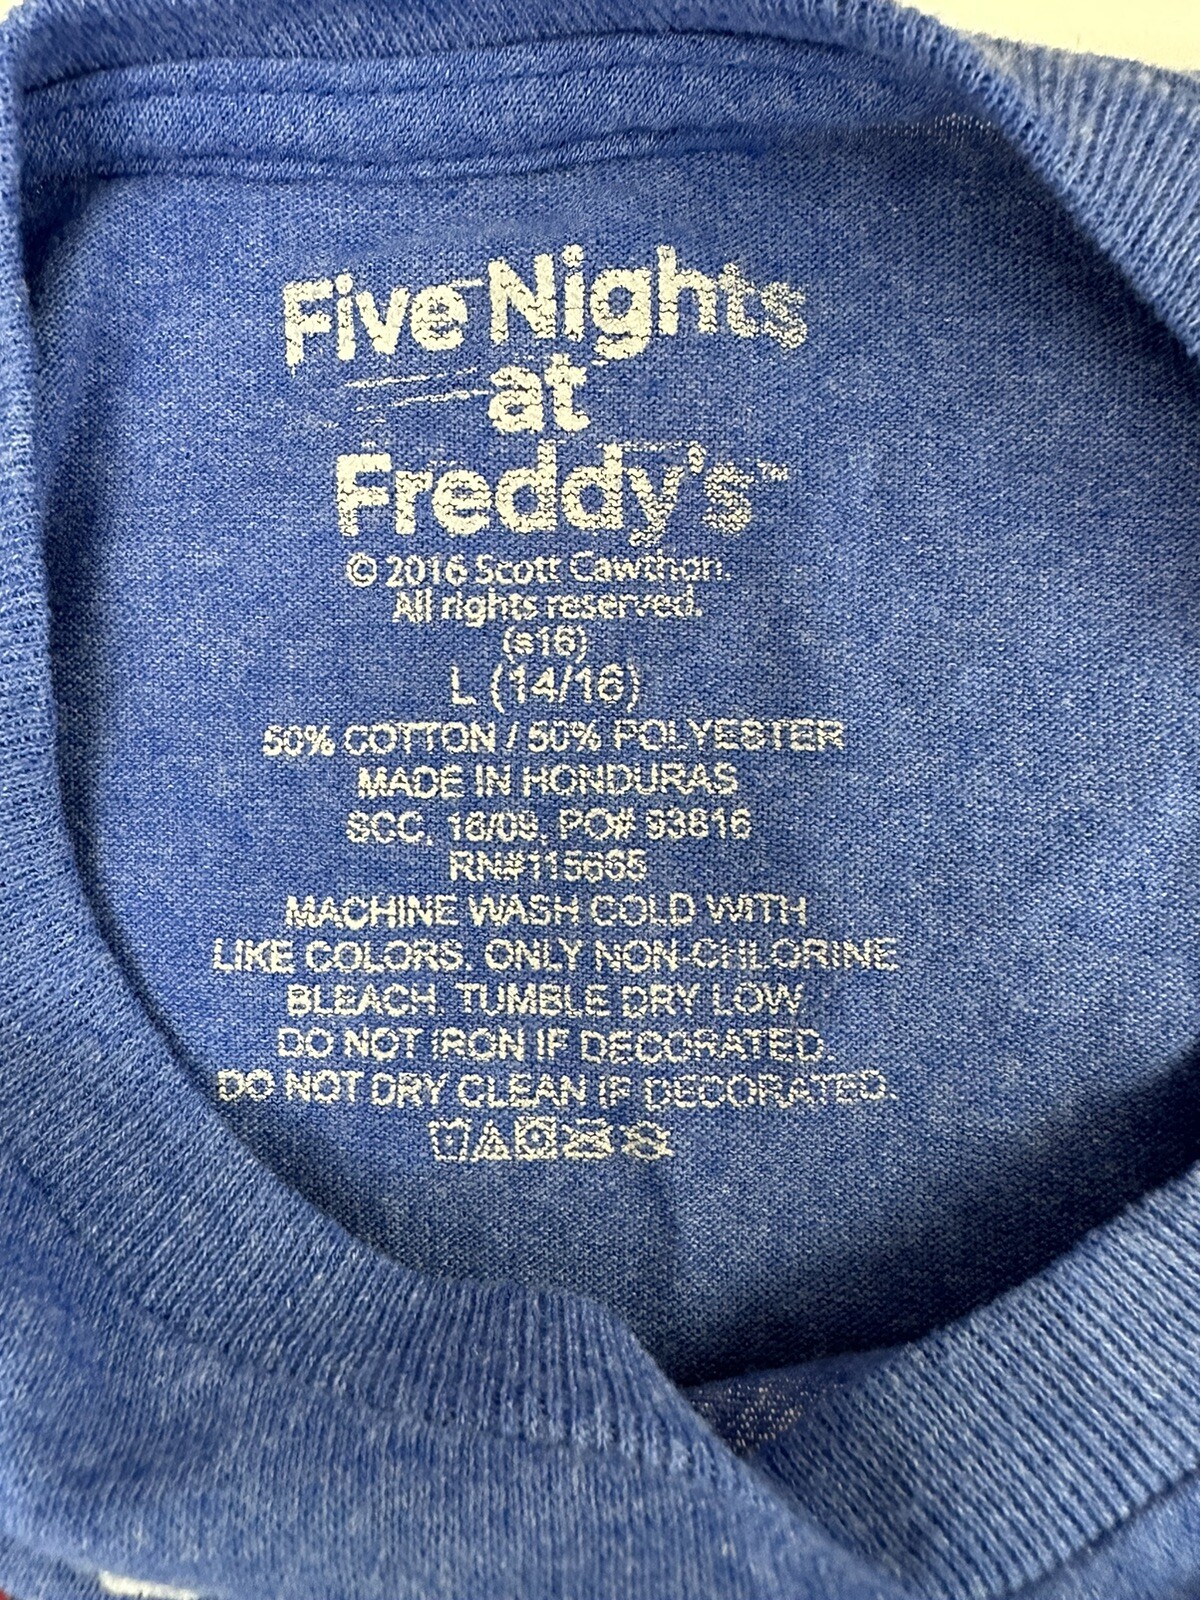 Five Nights
at
Freddy's™
© 2016 Scott Cawthon.
All rights reserved.
(s16)
L (14/16)
50% COTTON / 50% POLYESTER
MADE IN HONDURAS
SCC, 16/09, PO# 93816
RN#115665
MACHINE WASH COLD WITH
LIKE COLORS. ONLY NON-CHLORINE
BLEACH. TUMBLE DRY LOW
DO NOT IRON IF DECORATED.
DO NOT DRY CLEAN IF DECORATED.